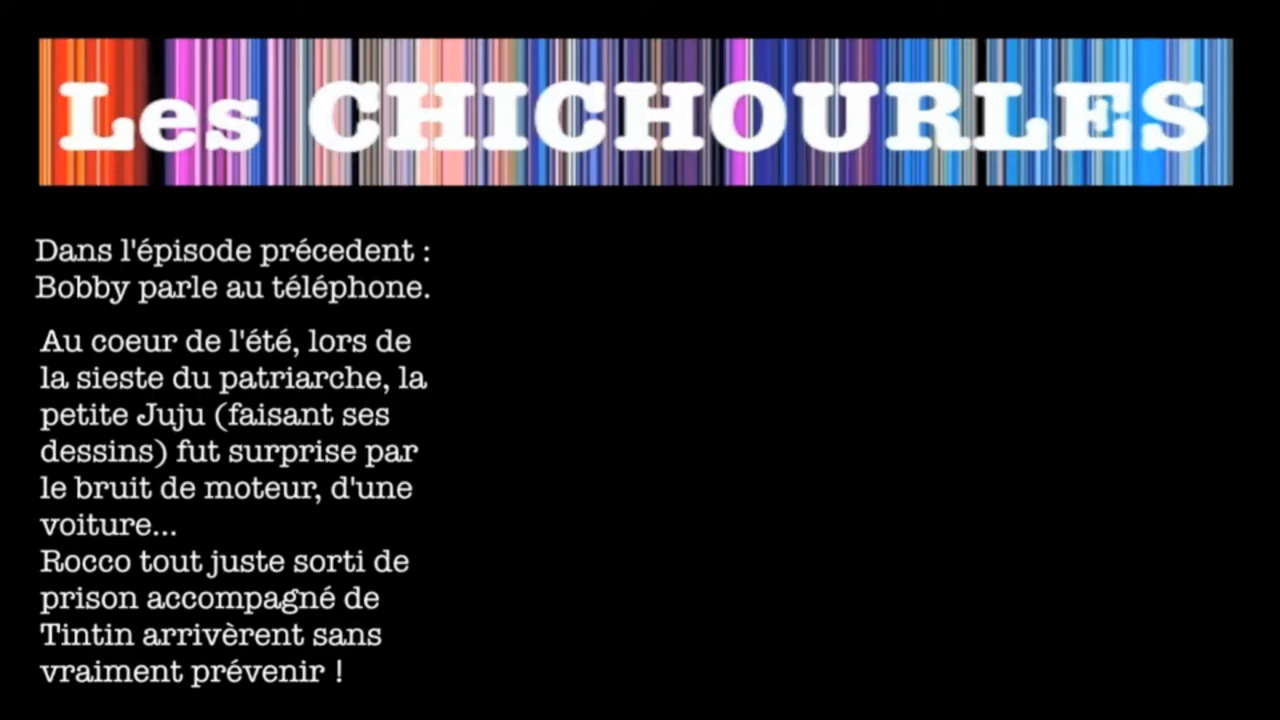 Les CHICHOURLES
Dans l'épisode précedent :
Bobby parle au téléphone.
Au coeur de l'été, lors de
la sieste du patriarche, la
petite Juju (faisant ses
dessins) fut surprise par
le bruit de moteur, d'une
voiture...
Rocco tout juste sorti de
prison accompagné de
Tintin arrivèrent sans
vraiment prévenir !